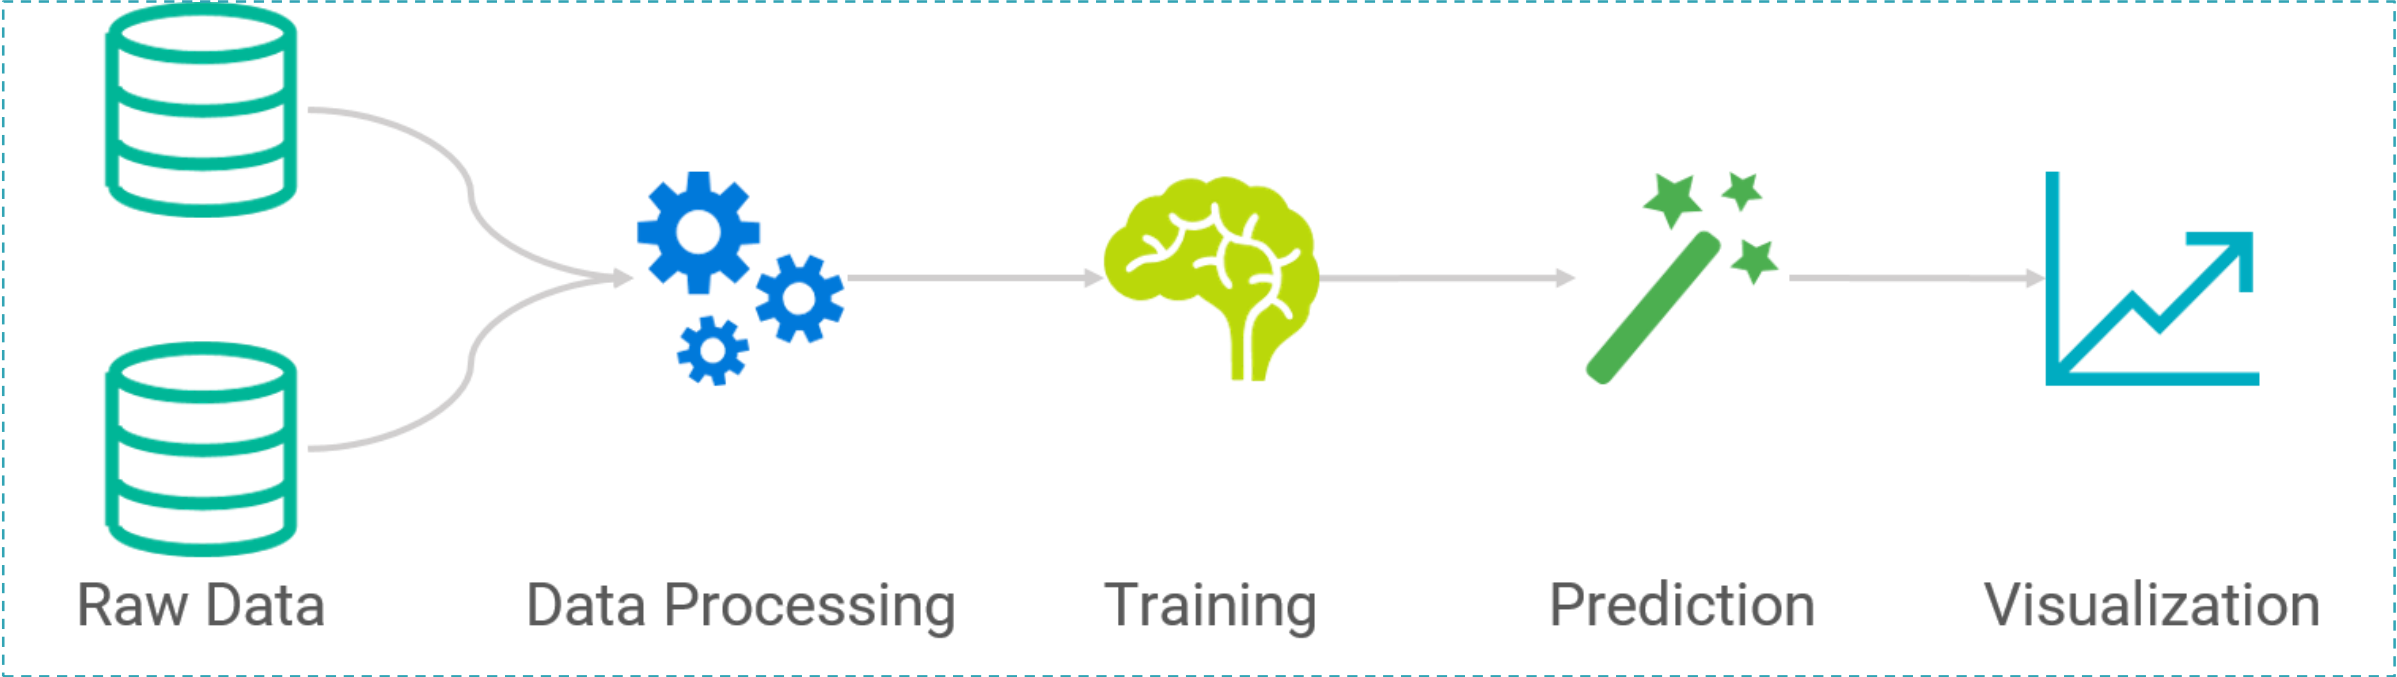 Raw Data
Data Processing
Training
Prediction
Visualization